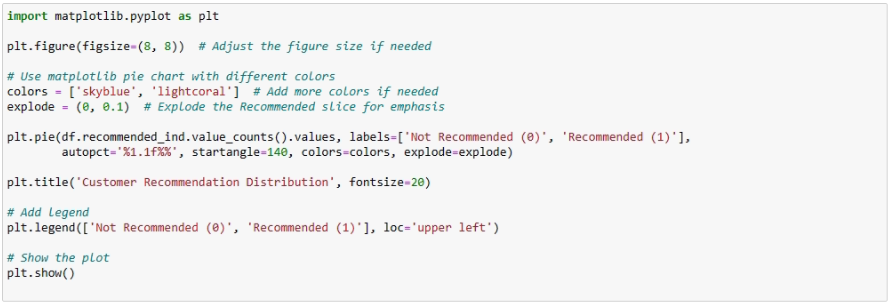 import matplotlib.pyplot as plt
plt.figure(figsize=(8, 8))  # Adjust the figure size if needed
# Use matplotlib pie chart with different colors
colors = ['skyblue', 'lightcoral']  # Add more colors if needed
explode = (0, 0.1)  # Explode the Recommended slice for emphasis
plt.pie(df.recommended_ind.value_counts().values, labels=['Not Recommended (0)', 'Recommended (1)'],
        autopct='%1.1f%%', startangle=140, colors=colors, explode=explode)
plt.title('Customer Recommendation Distribution', fontsize=20)
# Add Legend
plt.legend(['Not Recommended (0)', 'Recommended (1)'], loc='upper left')
# Show the plot
plt.show()